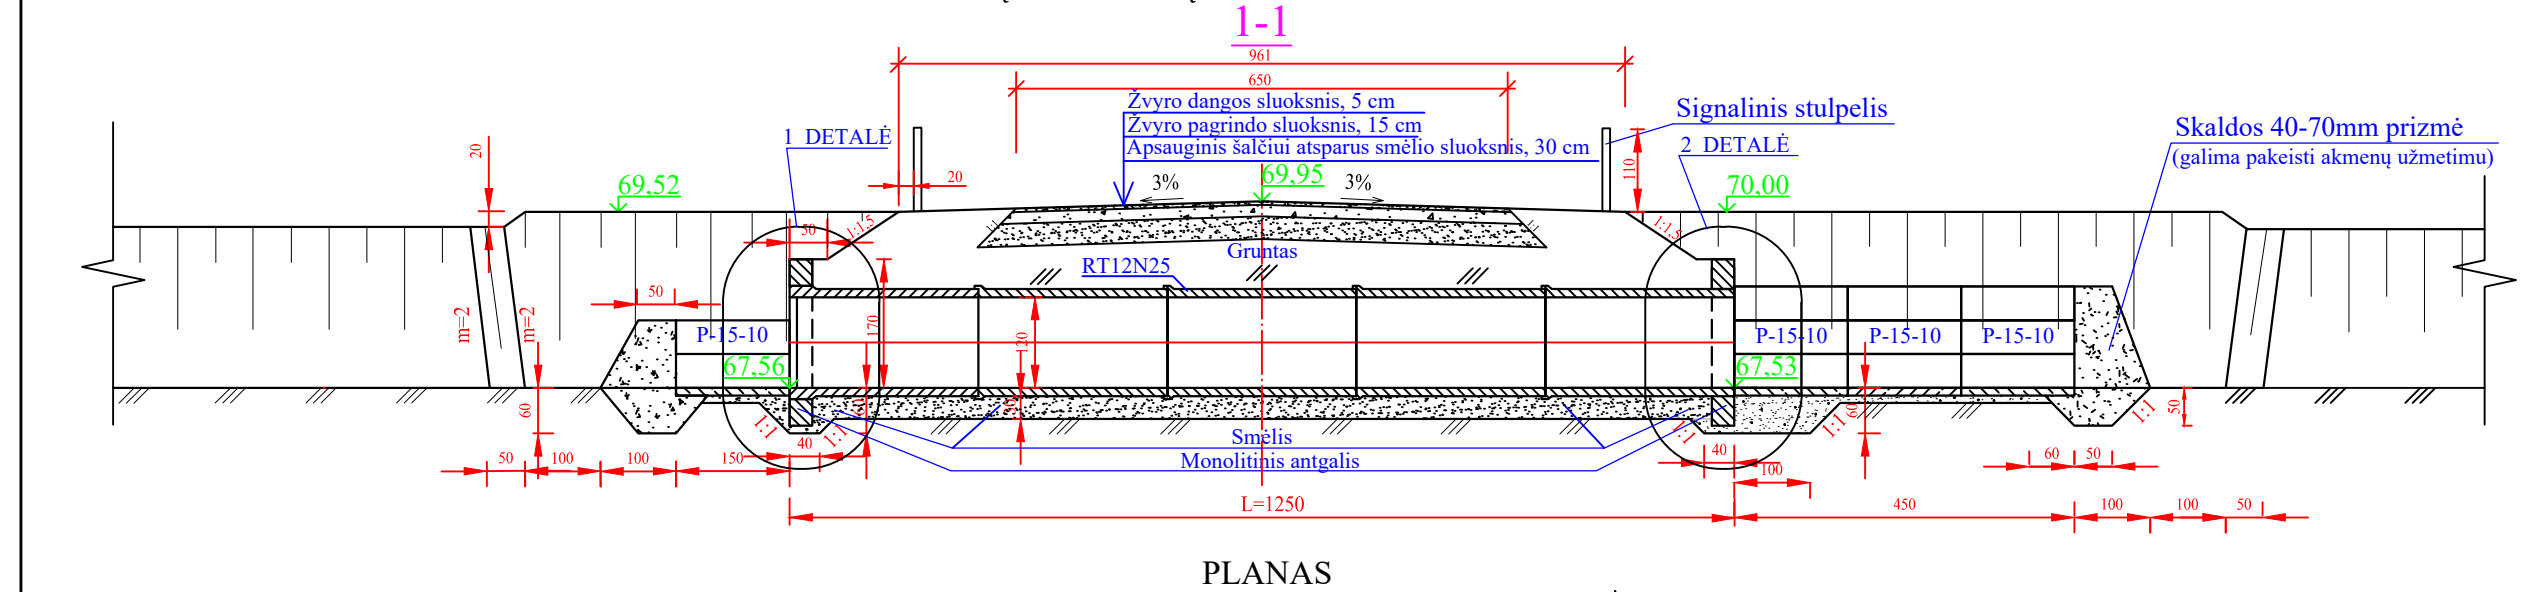 1-1
961
650
Žvyro dangos sluoksnis, 5 cm
Žvyro pagrindo sluoksnis, 15 cm
Apsauginis šalčiui atsparus smėlio sluoksnis, 30 cm
1 DETALĖ
Signalinis stulpelis
2 DETALĖ
Skaldos 40-70mm prizmė
(galima pakeisti akmenų užmetimu)
20
110
20
3%
69,95
3%
69,52
70,00
50
1:1,5
1:1,5
Gruntas
RT12N25
50
m=2
m=2
170
120
P-15-10
P-15-10
P-15-10
P-15-10
67,56
67,53
60
60
60
50
1:1
1:1
1:1
1:1
1:1
40
40
Smėlis
Monolitinis antgalis
50
100
100
150
100
60
50
L=1250
450
100
100
50
PLANAS